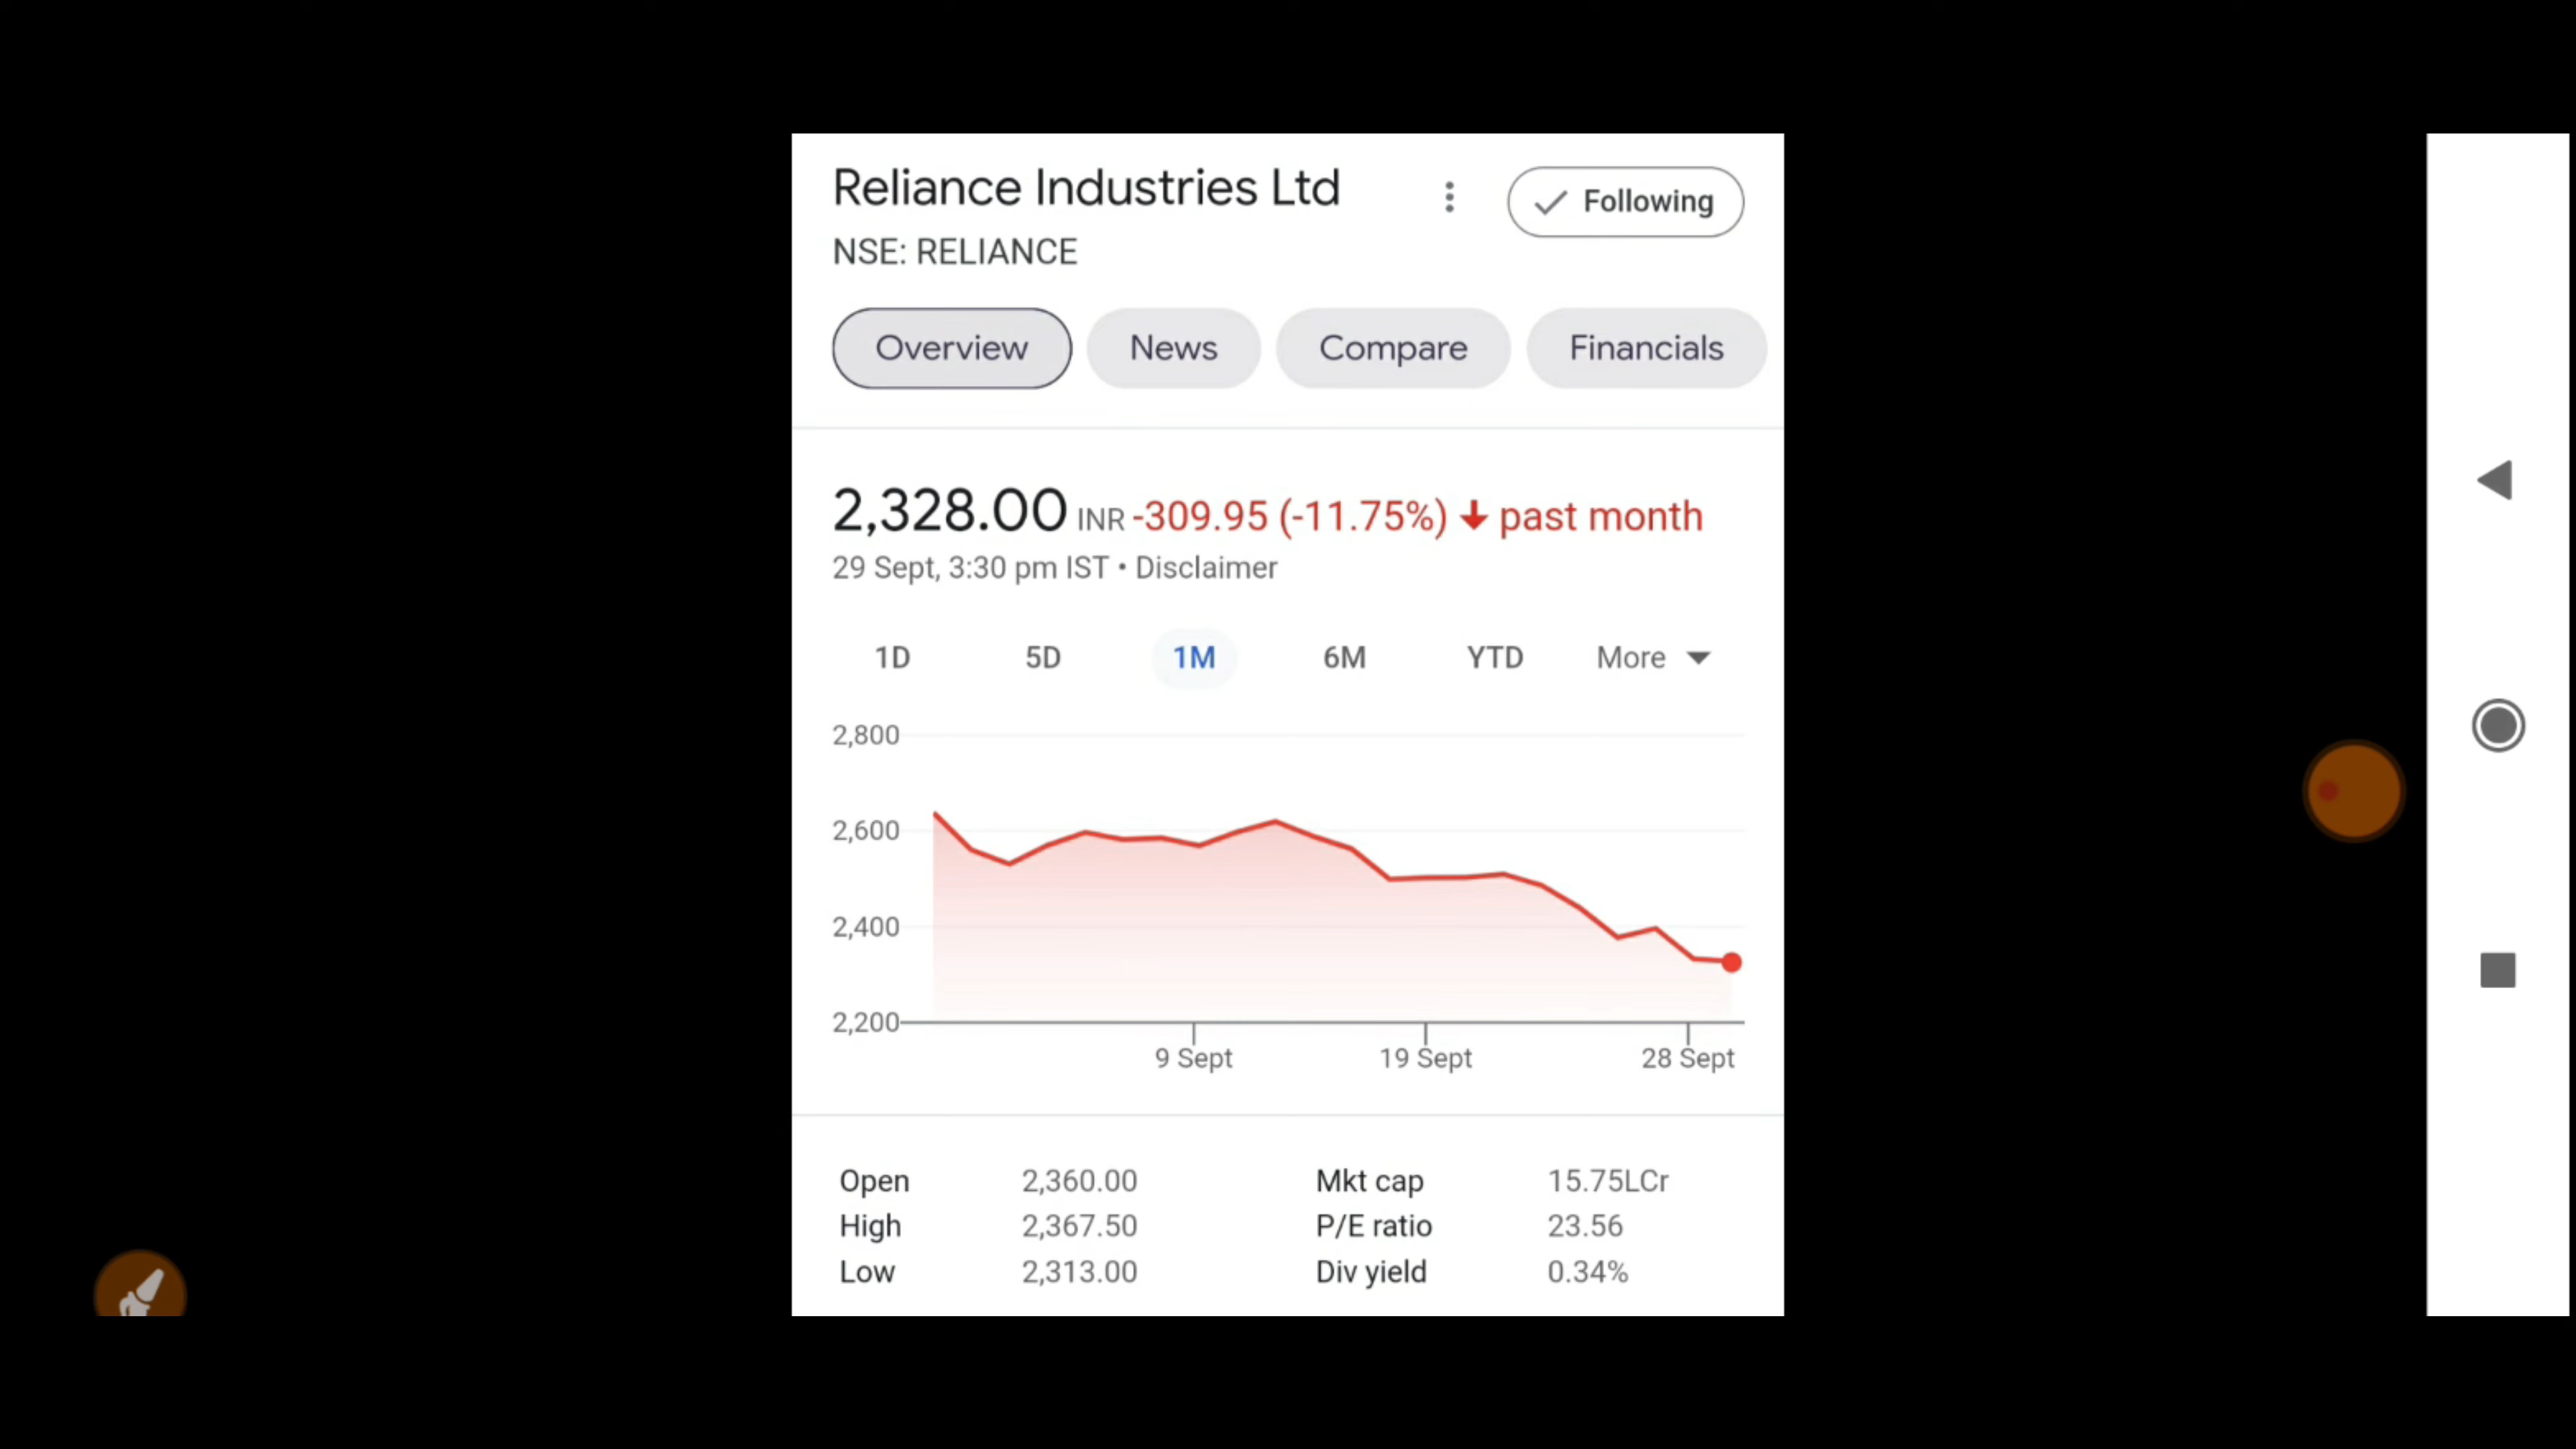 Reliance Industries Ltd
Following
NSE: RELIANCE
Overview News Compare Financials
2,328.00 INR -309.95 (-11.75%) ↓ past month
29 Sept, 3:30 pm IST • Disclaimer
1D 5D 1M 6M YTD More
2,800
2,600
2,400
2,200
9 Sept 19 Sept 28 Sept
Open 2,360.00 Mkt cap 15.75LCr
High 2,367.50 P/E ratio 23.56
Low 2,313.00 Div yield 0.34%